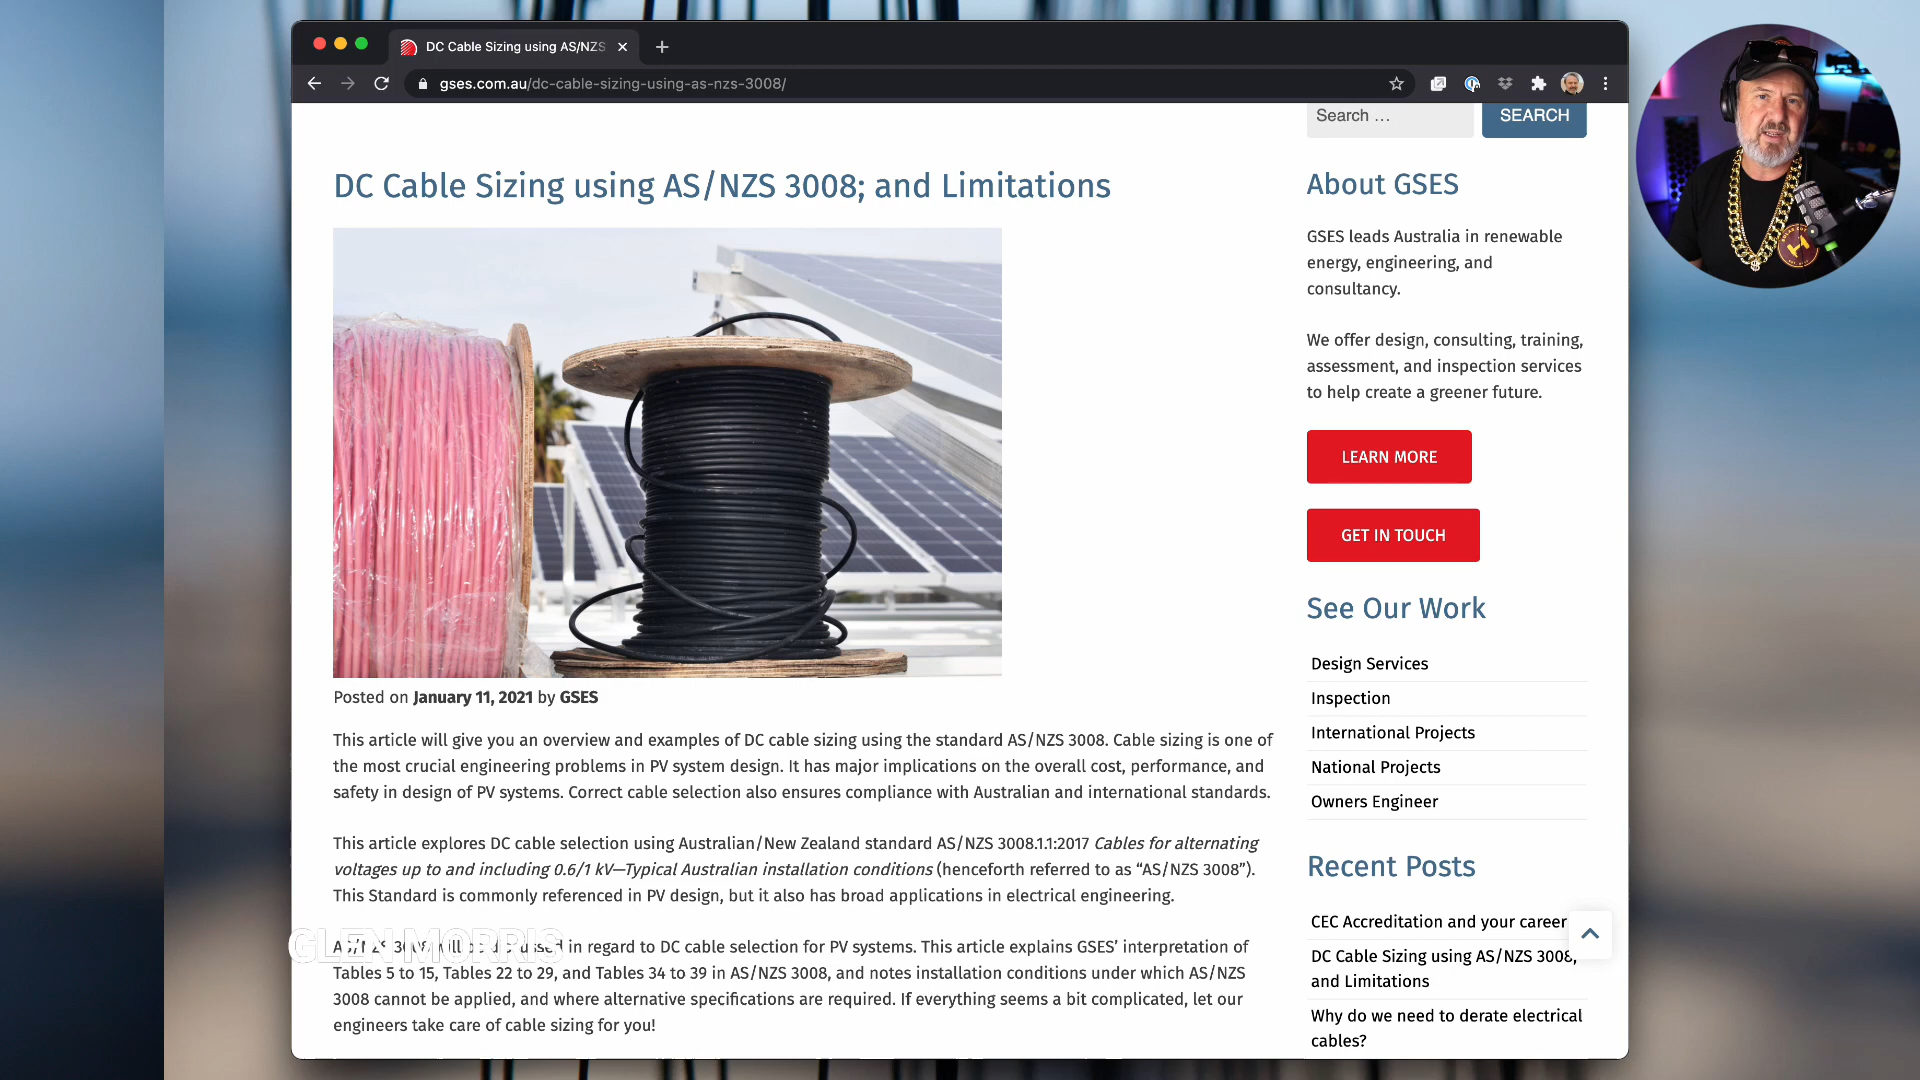 DC Cable Sizing using AS/NZS
gses.com.au/dc-cable-sizing-using-as-nzs-3008/
Search …
SEARCH
DC Cable Sizing using AS/NZS 3008; and Limitations
Posted on January 11, 2021 by GSES
This article will give you an overview and examples of DC cable sizing using the standard AS/NZS 3008. Cable sizing is one of
the most crucial engineering problems in PV system design. It has major implications on the overall cost, performance, and
safety in design of PV systems. Correct cable selection also ensures compliance with Australian and international standards.
This article explores DC cable selection using Australian/New Zealand standard AS/NZS 3008.1.1:2017 Cables for alternating
voltages up to and including 0.6/1 kV—Typical Australian installation conditions (henceforth referred to as “AS/NZS 3008”).
This Standard is commonly referenced in PV design, but it also has broad applications in electrical engineering.
AS/NZS 3008 will be discussed in regard to DC cable selection for PV systems. This article explains GSES’ interpretation of
Tables 5 to 15, Tables 22 to 29, and Tables 34 to 39 in AS/NZS 3008, and notes installation conditions under which AS/NZS
3008 cannot be applied, and where alternative specifications are required. If everything seems a bit complicated, let our
engineers take care of cable sizing for you!
GLEN MORRIS
About GSES
GSES leads Australia in renewable
energy, engineering, and
consultancy.
We offer design, consulting, training,
assessment, and inspection services
to help create a greener future.
LEARN MORE
GET IN TOUCH
See Our Work
Design Services
Inspection
International Projects
National Projects
Owners Engineer
Recent Posts
CEC Accreditation and your career
DC Cable Sizing using AS/NZS 3008;
and Limitations
Why do we need to derate electrical
cables?